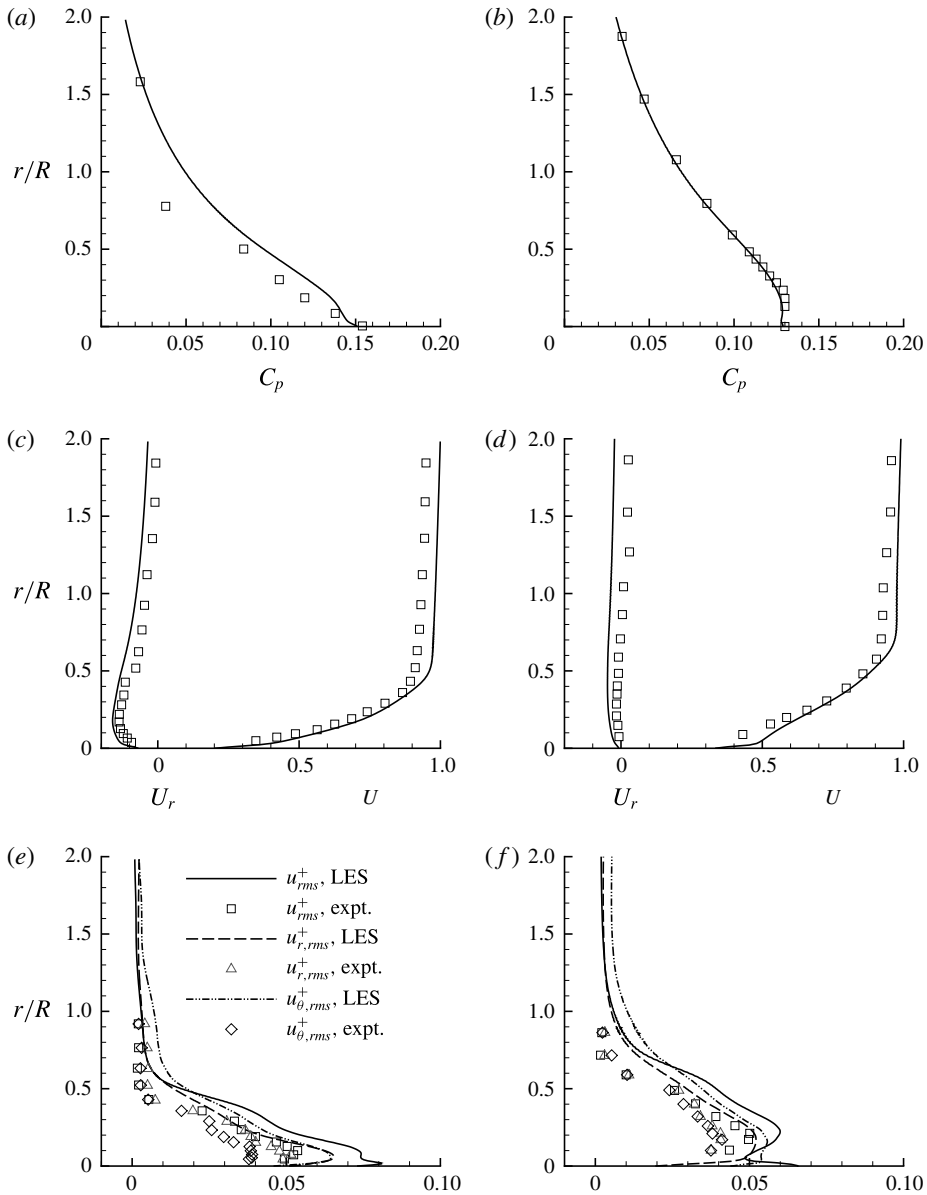 (a)
2.0
1.5
r/R 1.0
0.5
0
0.05 0.10 0.15 0.20
C_p
(b)
2.0
1.5
1.0
0.5
0
0.05 0.10 0.15 0.20
C_p
(c)
2.0
1.5
r/R 1.0
0.5
0
0 0.5 1.0
U_r U
(d)
2.0
1.5
1.0
0.5
0
0 0.5 1.0
U_r U
(e)
2.0
1.5
r/R 1.0
0.5
0
0 0.05 0.10
u^+_{rms}, LES
u^+_{rms}, expt.
u^+_{r,rms}, LES
u^+_{r,rms}, expt.
u^+_{θ,rms}, LES
u^+_{θ,rms}, expt.
(f)
2.0
1.5
1.0
0.5
0
0 0.05 0.10